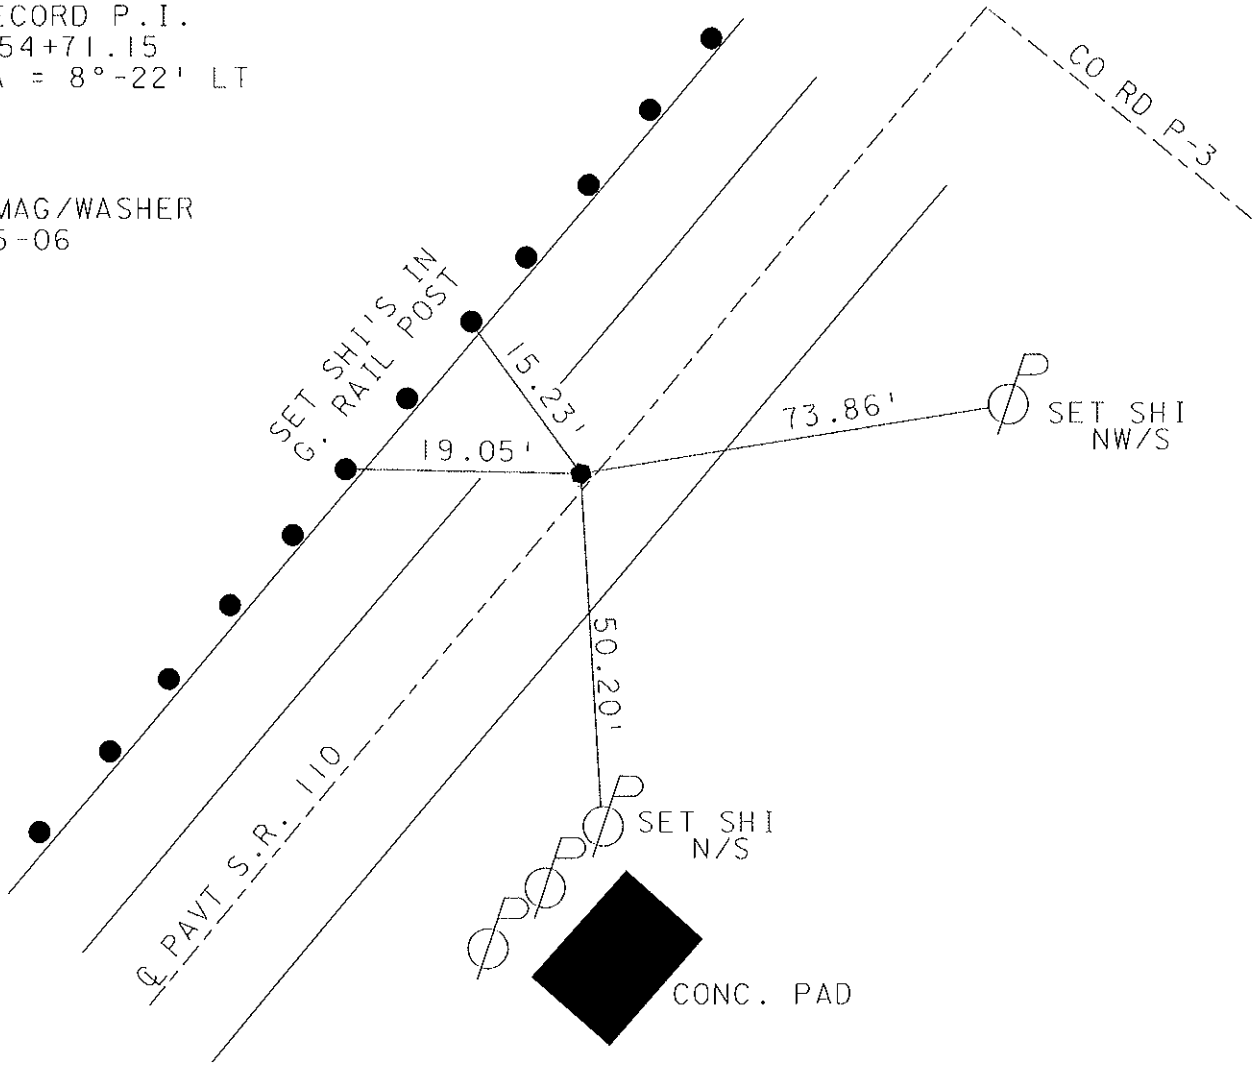 ECORD P.I.
54+71.15
= 8°-22' LT
MAG/WASHER
5-06
CO RD P-3
SET SHI'S IN
G. RAIL POST
15.23'
19.05'
73.86'
SET SHI
NW/S
50.20'
SET SHI
N/S
℄ PAVT S.R. 110
CONC. PAD